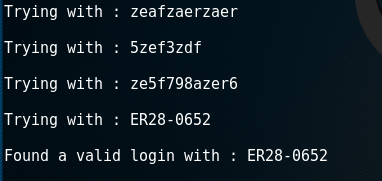 Trying with : zeafzaerzaer
Trying with : 5zef3zdf
Trying with : ze5f798azer6
Trying with : ER28-0652
Found a valid login with : ER28-0652